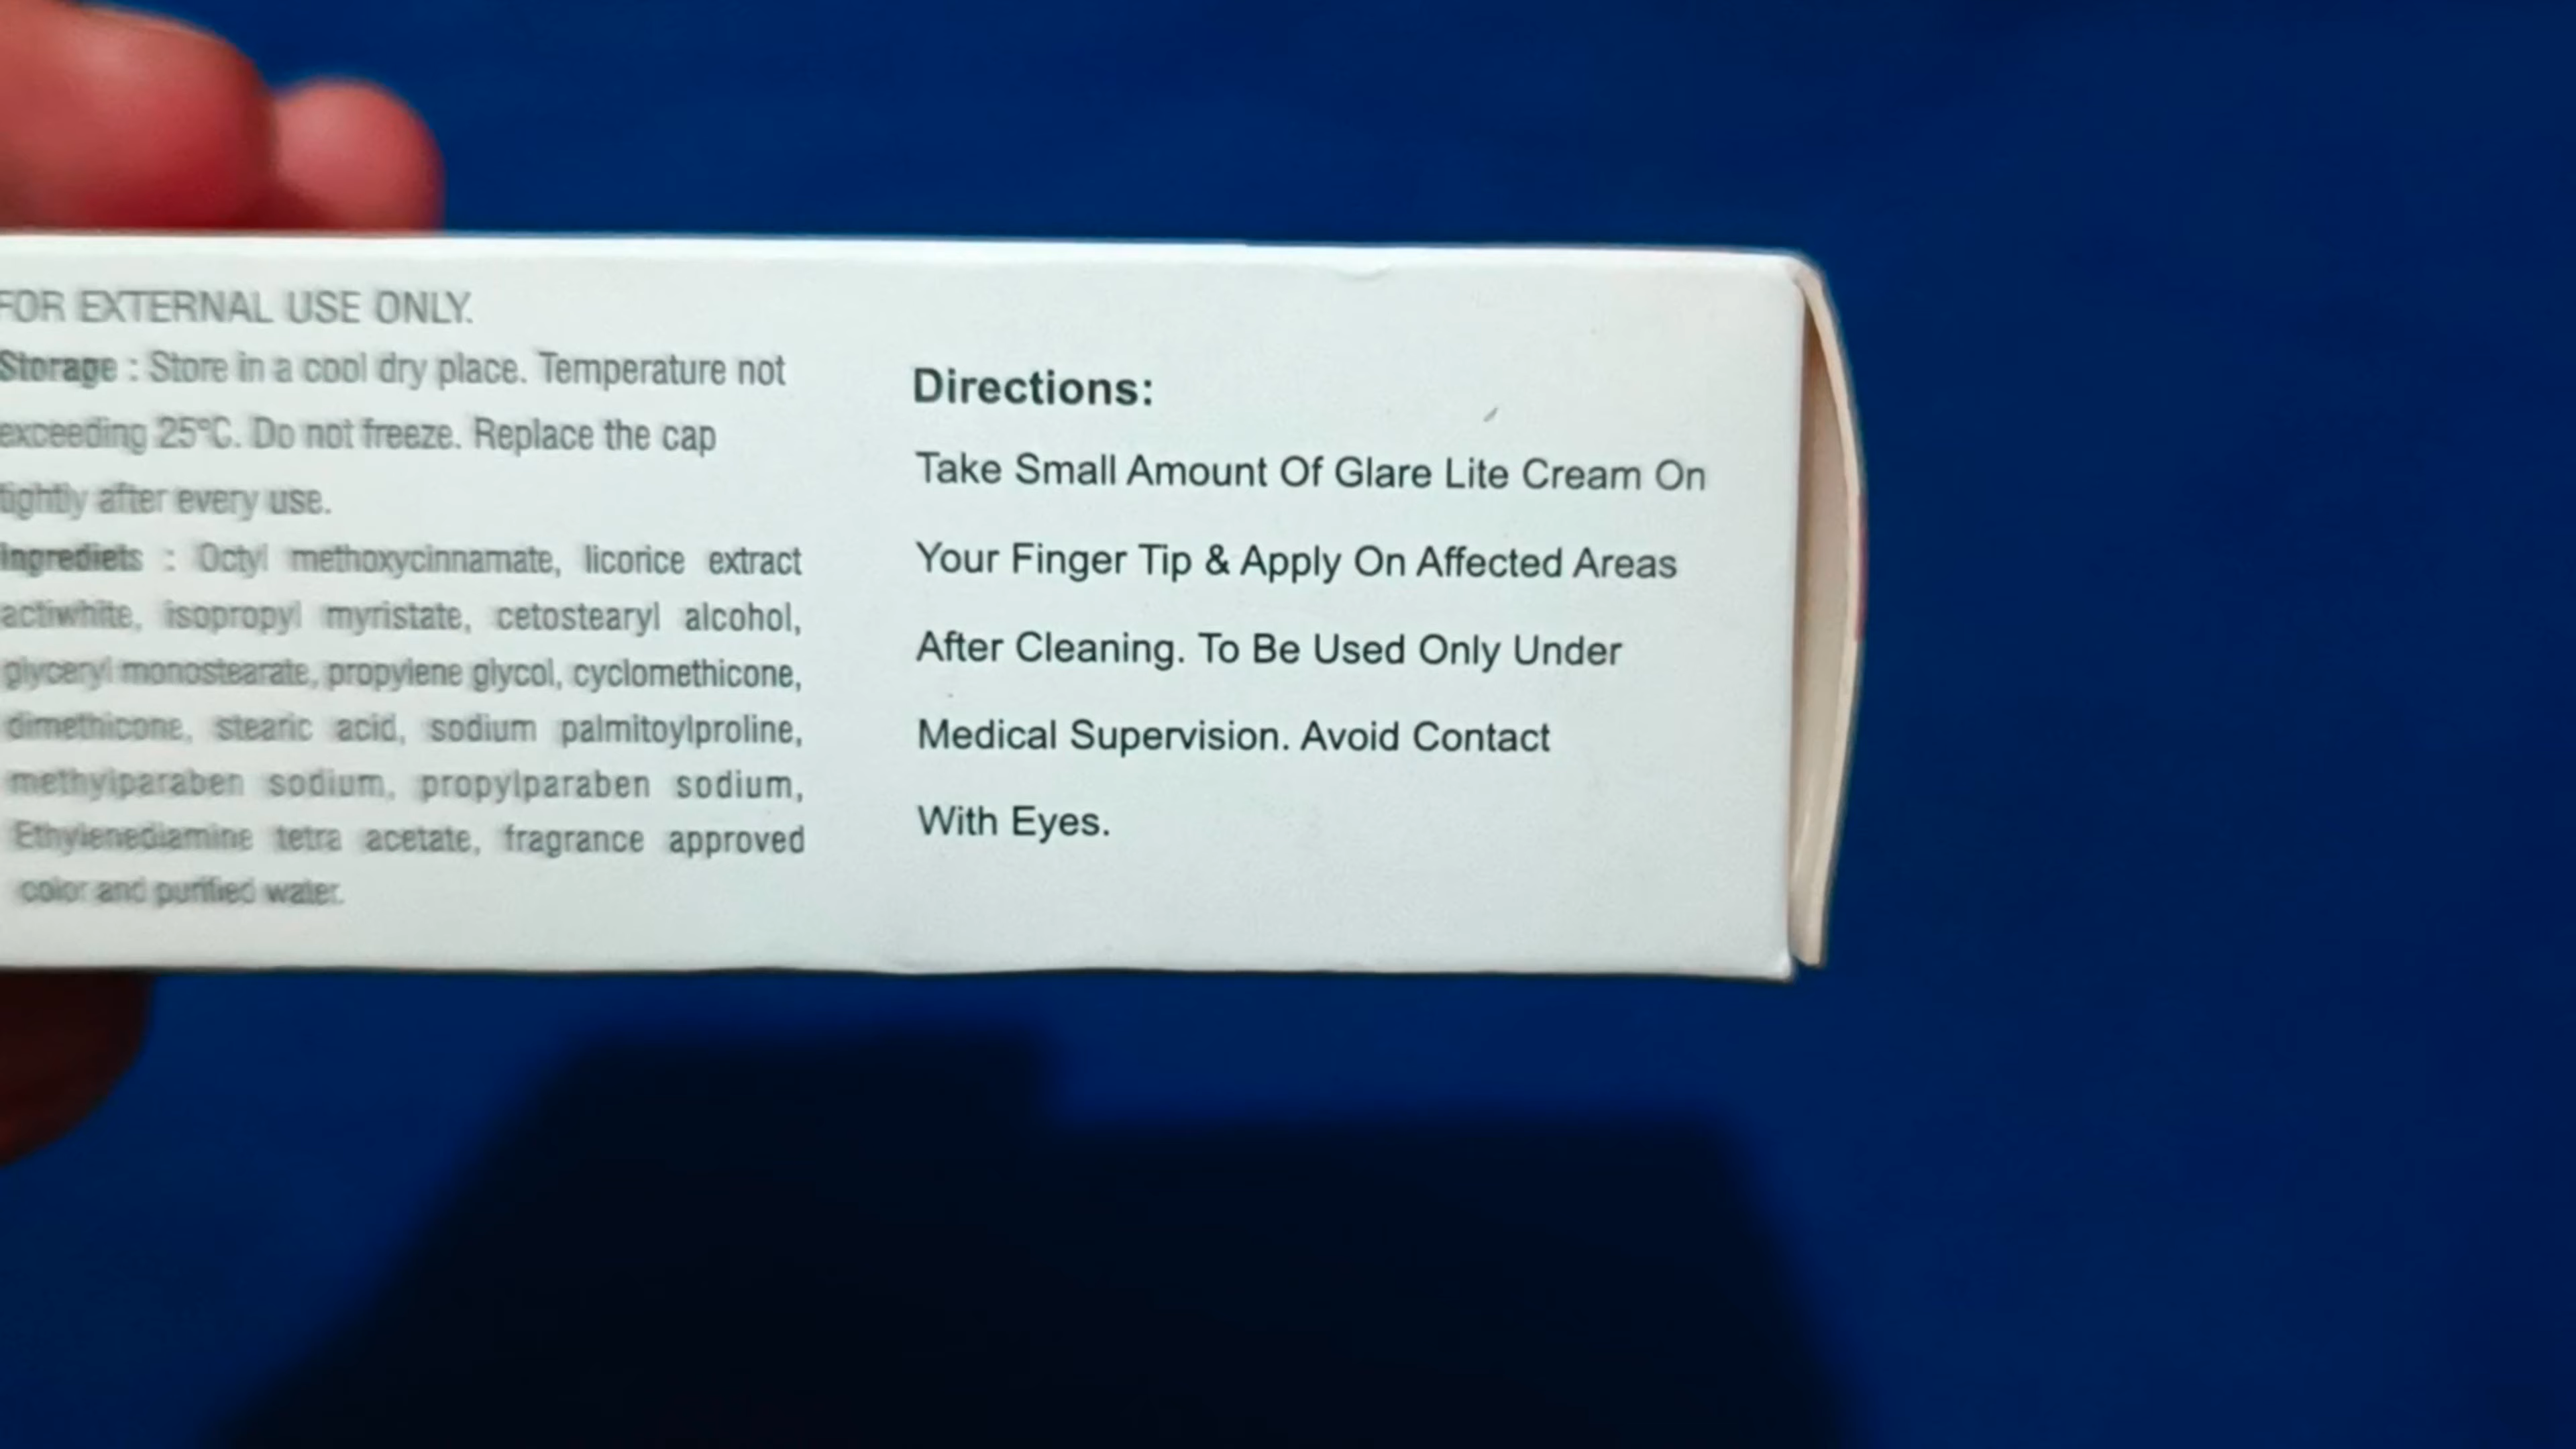 FOR EXTERNAL USE ONLY.
Storage : Store in a cool dry place. Temperature not
exceeding 25°C. Do not freeze. Replace the cap
tightly after every use.
Ingrediets : Octyl methoxycinnamate, licorice extract
actiwhite, isopropyl myristate, cetostearyl alcohol,
glyceryl monostearate, propylene glycol, cyclomethicone,
dimethicone, stearic acid, sodium palmitoylproline,
methylparaben sodium, propylparaben sodium,
Ethylenediamine tetra acetate, fragrance approved
color and purified water.
Directions:
Take Small Amount Of Glare Lite Cream On
Your Finger Tip & Apply On Affected Areas
After Cleaning. To Be Used Only Under
Medical Supervision. Avoid Contact
With Eyes.